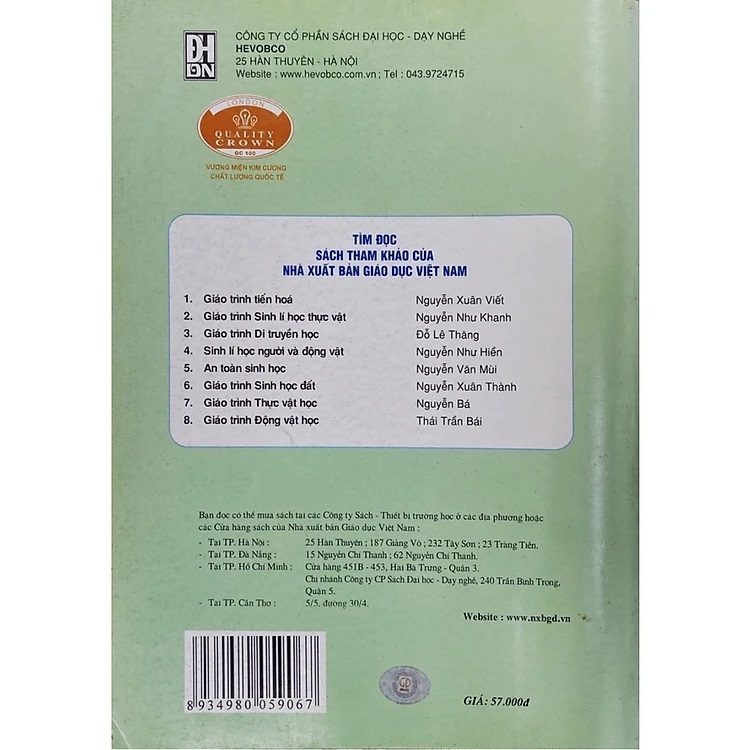 ĐH
DN
CÔNG TY CỔ PHẦN SÁCH ĐẠI HỌC - DẠY NGHỀ
HEVOBCO
25 HÀN THUYÊN - HÀ NỘI
Website : www.hevobco.com.vn ; Tel : 043.9724715
LONDON
QUALITY
CROWN
GC 100
VƯƠNG MIỆN KIM CƯƠNG
CHẤT LƯỢNG QUỐC TẾ
TÌM ĐỌC
SÁCH THAM KHẢO CỦA
NHÀ XUẤT BẢN GIÁO DỤC VIỆT NAM
1. Giáo trình tiến hoá Nguyễn Xuân Viết
2. Giáo trình Sinh lí học thực vật Nguyễn Như Khanh
3. Giáo trình Di truyền học Đỗ Lê Thăng
4. Sinh lí học người và động vật Nguyễn Như Hiền
5. An toàn sinh học Nguyễn Văn Mùi
6. Giáo trình Sinh học đất Nguyễn Xuân Thành
7. Giáo trình Thực vật học Nguyễn Bá
8. Giáo trình Động vật học Thái Trần Bái
Bạn đọc có thể mua sách tại các Công ty Sách - Thiết bị trường học ở các địa phương hoặc
các Cửa hàng sách của Nhà xuất bản Giáo dục Việt Nam :
- Tại TP. Hà Nội : 25 Hàn Thuyên ; 187 Giảng Võ ; 232 Tây Sơn ; 23 Tràng Tiền.
- Tại TP. Đà Nẵng : 15 Nguyễn Chí Thanh ; 62 Nguyễn Chí Thanh.
- Tại TP. Hồ Chí Minh : Cửa hàng 451B - 453, Hai Bà Trưng - Quận 3.
Chi nhánh Công ty CP Sách Đại học - Dạy nghề, 240 Trần Bình Trọng,
Quận 5.
- Tại TP. Cần Thơ : 5/5, đường 30/4.
Website : www.nxbgd.vn
8 934980 059067
GIÁ: 57.000đ